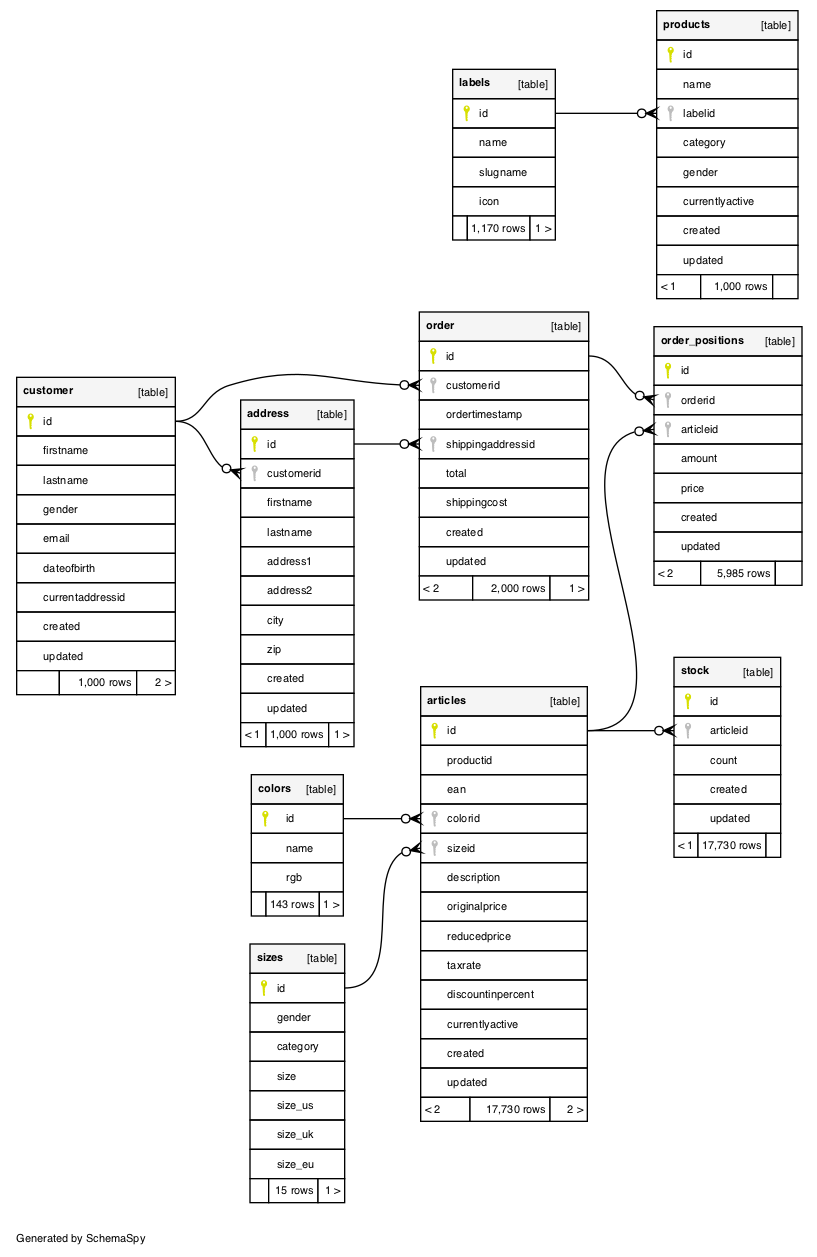 products [table]
id
name
labelid
category
gender
currentlyactive
created
updated
< 1 1,000 rows
labels [table]
id
name
slugname
icon
1,170 rows 1 >
order [table]
id
customerid
ordertimestamp
shippingaddressid
total
shippingcost
created
updated
< 2 2,000 rows 1 >
order_positions [table]
id
orderid
articleid
amount
price
created
updated
< 2 5,985 rows
customer [table]
id
firstname
lastname
gender
email
dateofbirth
currentaddressid
created
updated
1,000 rows 2 >
address [table]
id
customerid
firstname
lastname
address1
address2
city
zip
created
updated
< 1 1,000 rows 1 >
stock [table]
id
articleid
count
created
updated
< 1 17,730 rows
articles [table]
id
productid
ean
colorid
sizeid
description
originalprice
reducedprice
taxrate
discountinpercent
currentlyactive
created
updated
< 2 17,730 rows 2 >
colors [table]
id
name
rgb
143 rows 1 >
sizes [table]
id
gender
category
size
size_us
size_uk
size_eu
15 rows 1 >
Generated by SchemaSpy